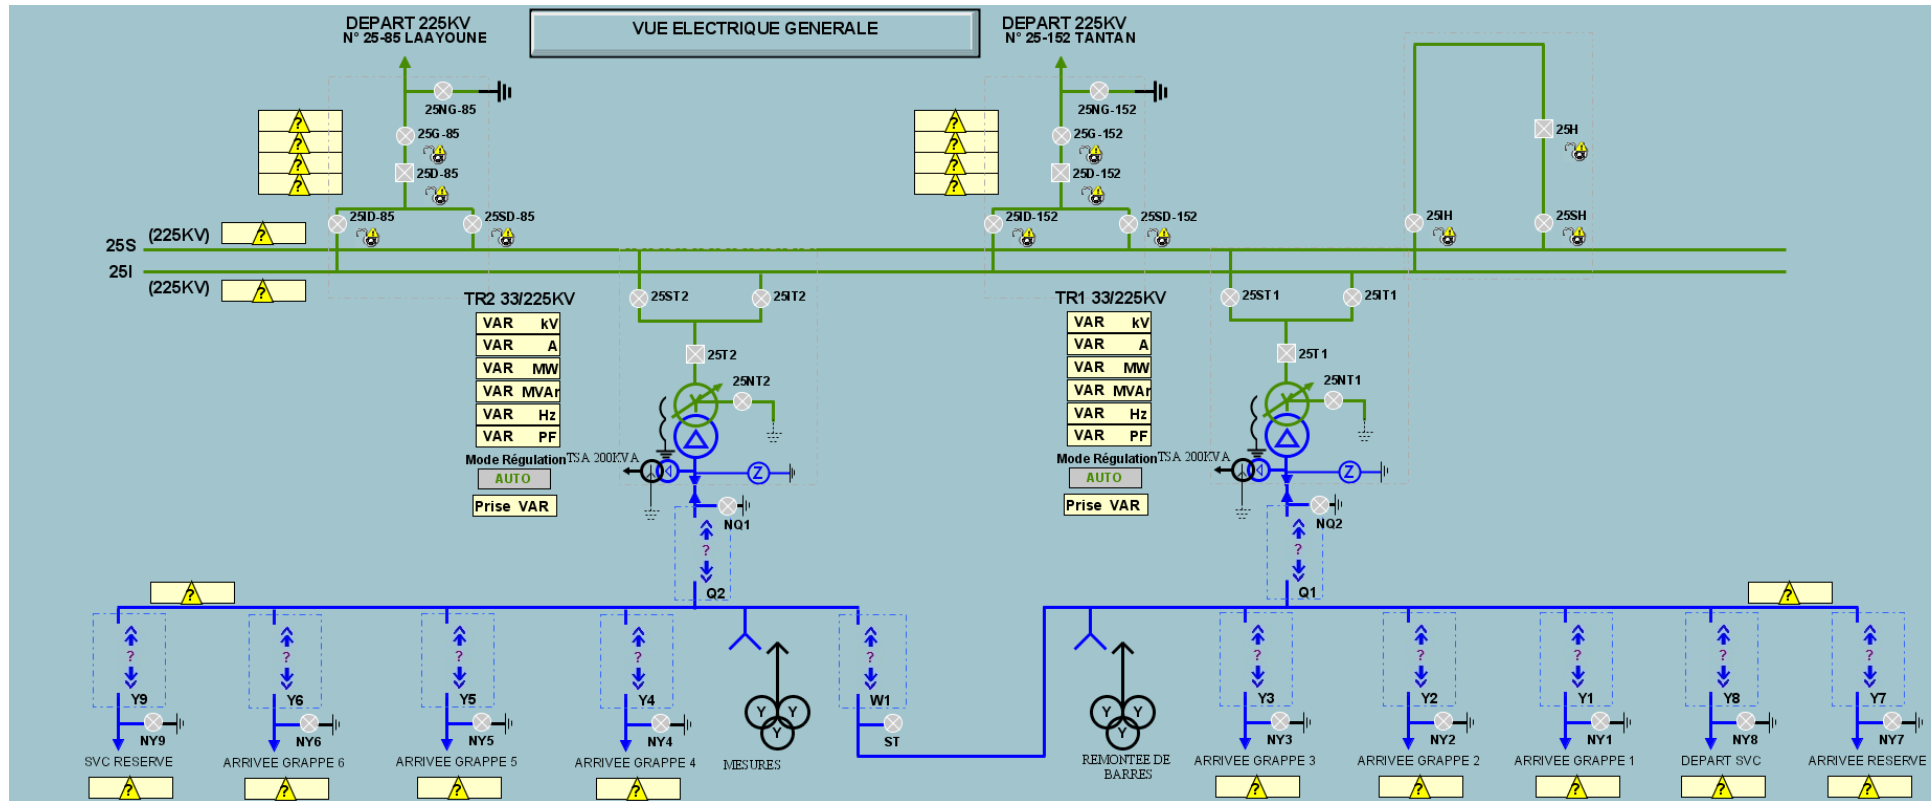 VUE ELECTRIQUE GENERALE
DEPART 225KV
N° 25-85 LAAYOUNE
DEPART 225KV
N° 25-152 TANTAN
25NG-85
25G-85
25D-85
25ID-85
25SD-85
25NG-152
25G-152
25D-152
25ID-152
25SD-152
25H
25IH
25SH
?
?
?
?
?
?
?
?
25S
(225KV)
?
25I
(225KV)
?
TR2 33/225KV
VAR kV
VAR A
VAR MW
VAR MVAr
VAR Hz
VAR PF
Mode Régulation
AUTO
Prise VAR
25ST2
25IT2
25T2
25NT2
Y
TSA 200KVA
Z
NQ1
?
Q2
TR1 33/225KV
VAR kV
VAR A
VAR MW
VAR MVAr
VAR Hz
VAR PF
Mode Régulation
AUTO
Prise VAR
25ST1
25IT1
25T1
25NT1
Y
TSA 200KVA
Z
NQ2
?
Q1
?
?
?
Y9
NY9
SVC RESERVE
?
?
Y6
NY6
ARRIVEE GRAPPE 6
?
?
Y5
NY5
ARRIVEE GRAPPE 5
?
?
Y4
NY4
ARRIVEE GRAPPE 4
?
Y Y
Y
MESURES
?
W1
ST
Y Y
Y
REMONTEE DE
BARRES
?
Y3
NY3
ARRIVEE GRAPPE 3
?
?
Y2
NY2
ARRIVEE GRAPPE 2
?
?
Y1
NY1
ARRIVEE GRAPPE 1
?
?
Y8
NY8
DEPART SVC
?
?
Y7
NY7
ARRIVEE RESERVE
?